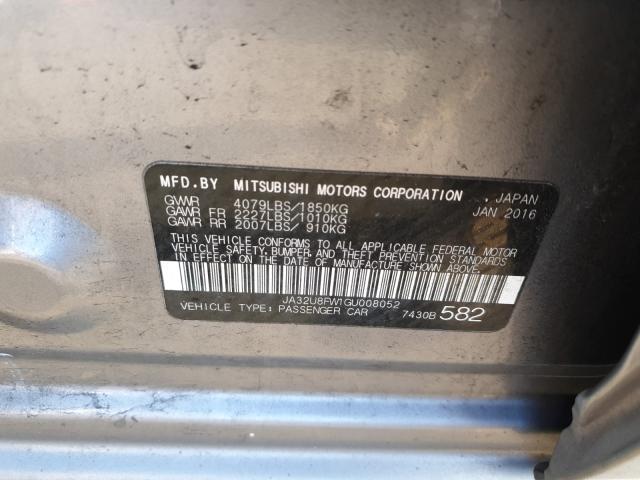 MFD.BY MITSUBISHI MOTORS CORPORATION , JAPAN
GVWR 4079LBS/1850KG JAN 2016
GAWR FR 2227LBS/1010KG
GAWR RR 2007LBS/ 910KG
THIS VEHICLE CONFORMS TO ALL APPLICABLE FEDERAL MOTOR
VEHICLE SAFETY, BUMPER, AND THEFT PREVENTION STANDARDS
IN EFFECT ON THE DATE OF MANUFACTURE SHOWN ABOVE.
JA32U8FW1GU008052
VEHICLE TYPE: PASSENGER CAR 7430B 582